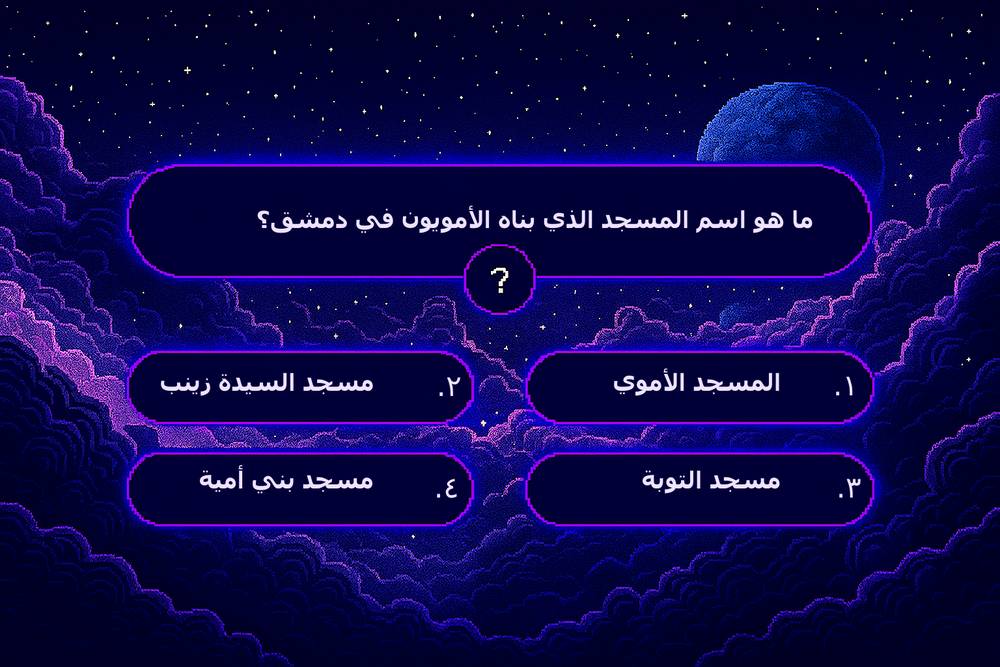 ما هو اسم المسجد الذي بناه الأمويون في دمشق؟
?
١. المسجد الأموي
٢. مسجد السيدة زينب
٣. مسجد التوبة
٤. مسجد بني أمية